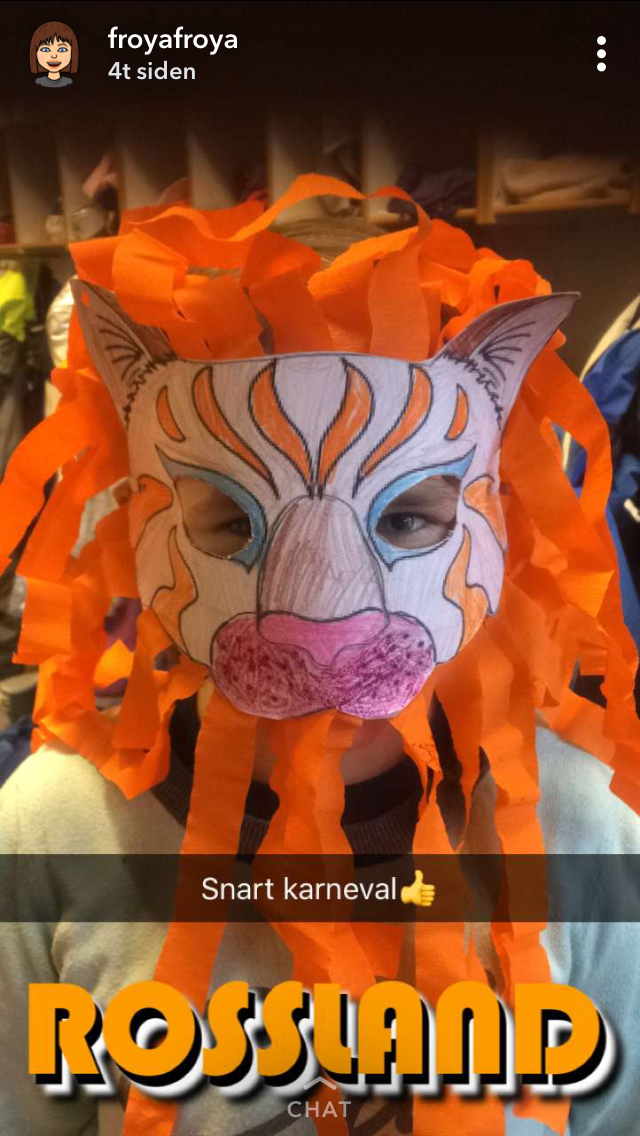 froyafroya
4t siden
Snart karneval👍
ROSSLAND
CHAT